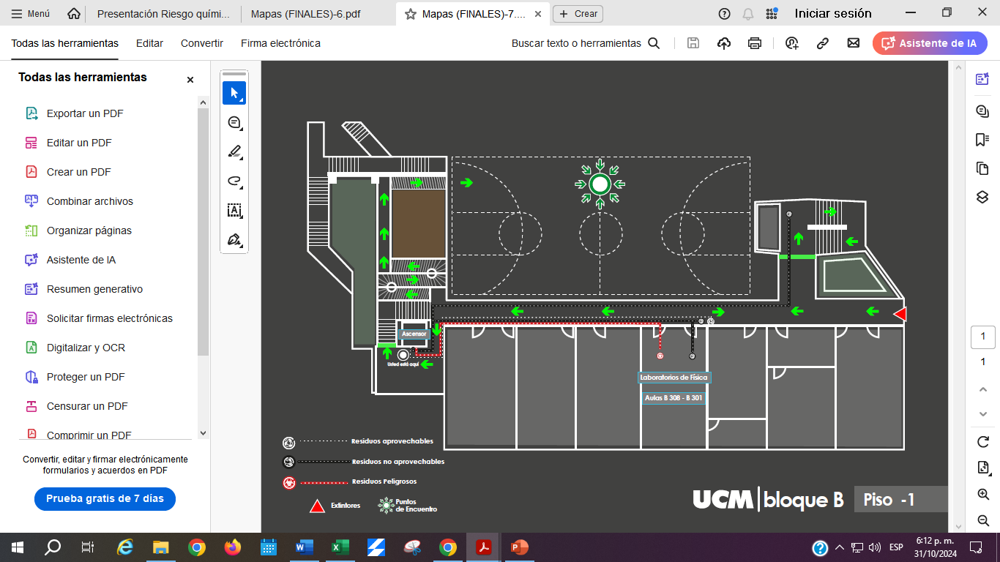 Menú
Presentación Riesgo quími...
Mapas (FINALES)-6.pdf
Mapas (FINALES)-7....
Crear
Iniciar sesión
Todas las herramientas
Editar
Convertir
Firma electrónica
Buscar texto o herramientas
Asistente de IA
Todas las herramientas
Exportar un PDF
Editar un PDF
Crear un PDF
Combinar archivos
Organizar páginas
Asistente de IA
Resumen generativo
Solicitar firmas electrónicas
Digitalizar y OCR
Proteger un PDF
Censurar un PDF
Comprimir un PDF
Convertir, editar y firmar electrónicamente
formularios y acuerdos en PDF
Prueba gratis de 7 días
Ascensor
Usted está aquí
Laboratorios de Física
Aulas B 308 - B 301
Residuos aprovechables
Residuos no aprovechables
Residuos Peligrosos
Extintores
Puntos
de Encuentro
UCM bloque B
Piso -1
1
1
ESP
6:12 p. m.
31/10/2024